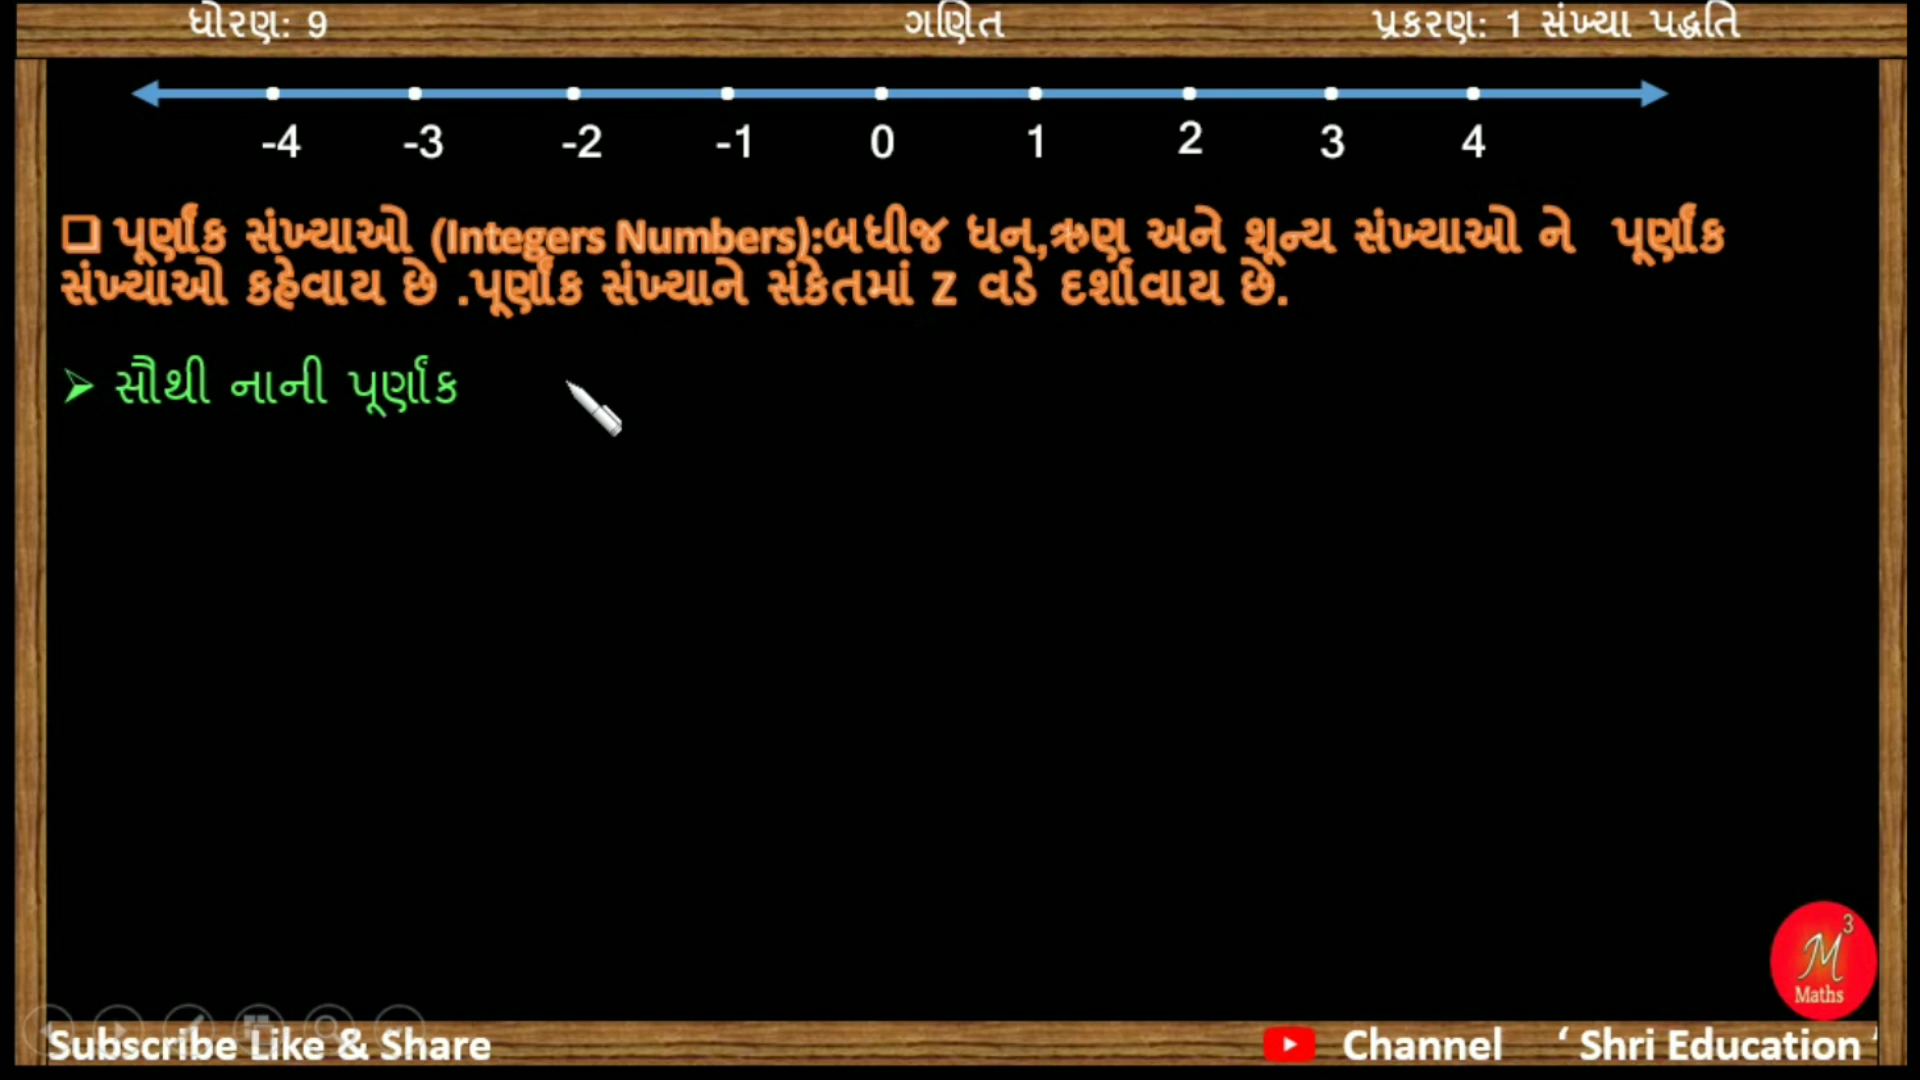 ધોરણ: 9 ગણિત પ્રકરણ: 1 સંખ્યા પદ્ધતિ
-4 -3 -2 -1 0 1 2 3 4
❑ પૂર્ણાંક સંખ્યાઓ (Integers Numbers):બધીજ ધન,ઋણ અને શૂન્ય સંખ્યાઓ ને પૂર્ણાંક
સંખ્યાઓ કહેવાય છે .પૂર્ણાંક સંખ્યાને સંકેતમાં Z વડે દર્શાવાય છે.
➢ સૌથી નાની પૂર્ણાંક
M3
Maths
Subscribe Like & Share Channel ‘ Shri Education ’